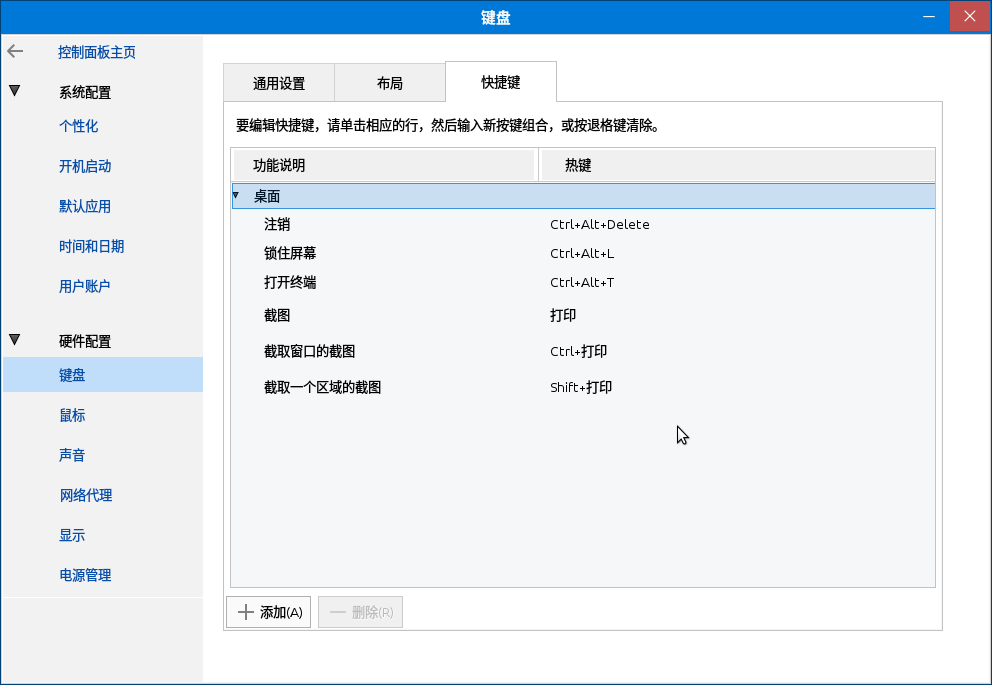 键盘
控制面板主页
系统配置
个性化
开机启动
默认应用
时间和日期
用户账户
硬件配置
键盘
鼠标
声音
网络代理
显示
电源管理
通用设置 布局 快捷键
要编辑快捷键，请单击相应的行，然后输入新按键组合，或按退格键清除。
功能说明 热键
桌面
注销 Ctrl+Alt+Delete
锁住屏幕 Ctrl+Alt+L
打开终端 Ctrl+Alt+T
截图 打印
截取窗口的截图 Ctrl+打印
截取一个区域的截图 Shift+打印
添加(A) 删除(R)